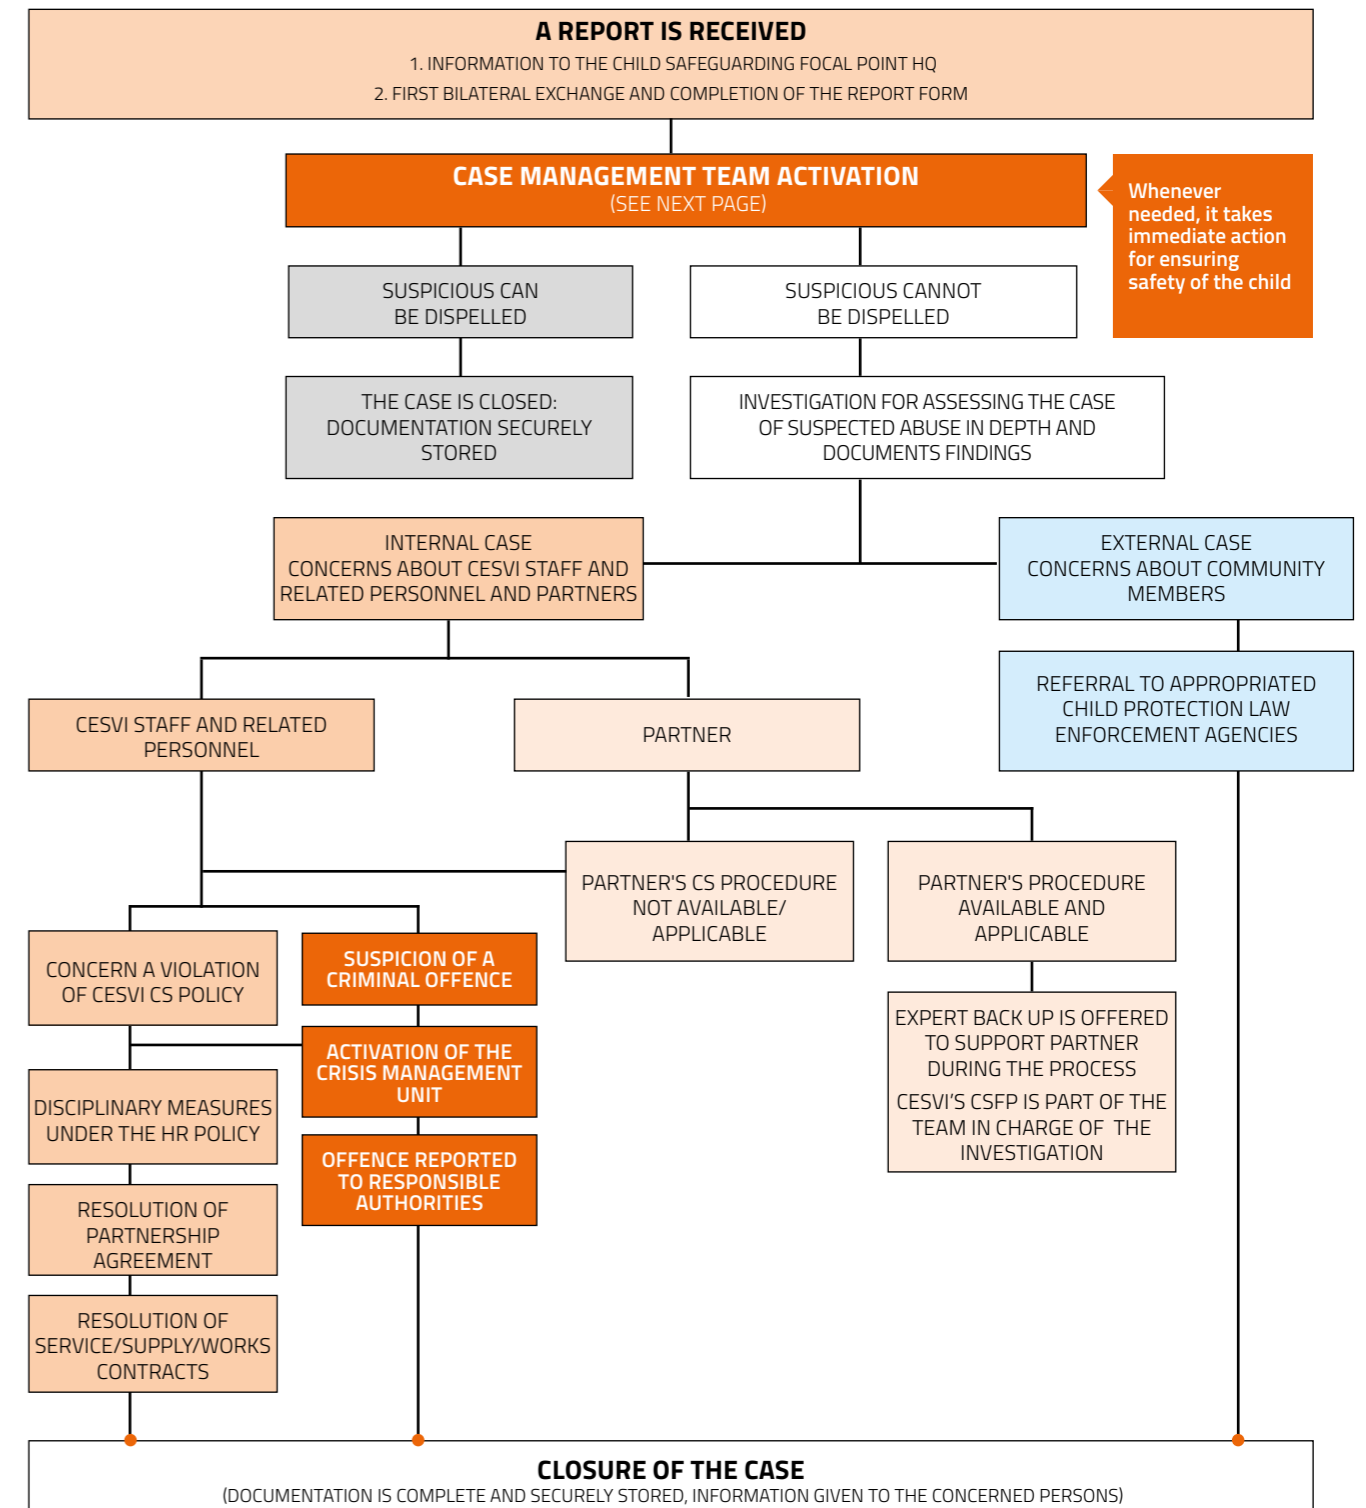 A REPORT IS RECEIVED
1. INFORMATION TO THE CHILD SAFEGUARDING FOCAL POINT HQ
2. FIRST BILATERAL EXCHANGE AND COMPLETION OF THE REPORT FORM
CASE MANAGEMENT TEAM ACTIVATION
(SEE NEXT PAGE)
Whenever
needed, it takes
immediate action
for ensuring
safety of the child
SUSPICIOUS CAN
BE DISPELLED
SUSPICIOUS CANNOT
BE DISPELLED
THE CASE IS CLOSED:
DOCUMENTATION SECURELY
STORED
INVESTIGATION FOR ASSESSING THE CASE
OF SUSPECTED ABUSE IN DEPTH AND
DOCUMENTS FINDINGS
INTERNAL CASE
CONCERNS ABOUT CESVI STAFF AND
RELATED PERSONNEL AND PARTNERS
EXTERNAL CASE
CONCERNS ABOUT COMMUNITY
MEMBERS
REFERRAL TO APPROPRIATED
CHILD PROTECTION LAW
ENFORCEMENT AGENCIES
CESVI STAFF AND RELATED
PERSONNEL
PARTNER
PARTNER'S CS PROCEDURE
NOT AVAILABLE/
APPLICABLE
PARTNER'S PROCEDURE
AVAILABLE AND
APPLICABLE
CONCERN A VIOLATION
OF CESVI CS POLICY
SUSPICION OF A
CRIMINAL OFFENCE
EXPERT BACK UP IS OFFERED
TO SUPPORT PARTNER
DURING THE PROCESS
CESVI'S CSFP IS PART OF THE
TEAM IN CHARGE OF THE
INVESTIGATION
ACTIVATION OF THE
CRISIS MANAGEMENT
UNIT
DISCIPLINARY MEASURES
UNDER THE HR POLICY
OFFENCE REPORTED
TO RESPONSIBLE
AUTHORITIES
RESOLUTION OF
PARTNERSHIP
AGREEMENT
RESOLUTION OF
SERVICE/SUPPLY/WORKS
CONTRACTS
CLOSURE OF THE CASE
(DOCUMENTATION IS COMPLETE AND SECURELY STORED, INFORMATION GIVEN TO THE CONCERNED PERSONS)